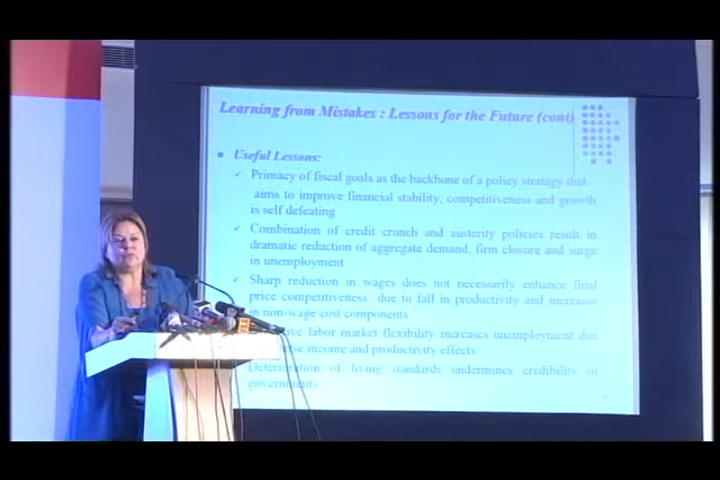 Learning from Mistakes : Lessons for the Future (cont)
Useful Lessons:
Primacy of fiscal goals as the backbone of a policy strategy that
aims to improve financial stability, competitiveness and growth
is self defeating
Combination of credit crunch and austerity policies result in
dramatic reduction of aggregate demand, firm closure and surge
in unemployment
Sharp reduction in wages does not necessarily enhance final
price competitiveness due to fall in productivity and increases
in non-wage cost components
labor market flexibility increases unemployment due
income and productivity effects
Deterioration of living standards undermines credibility of
governments